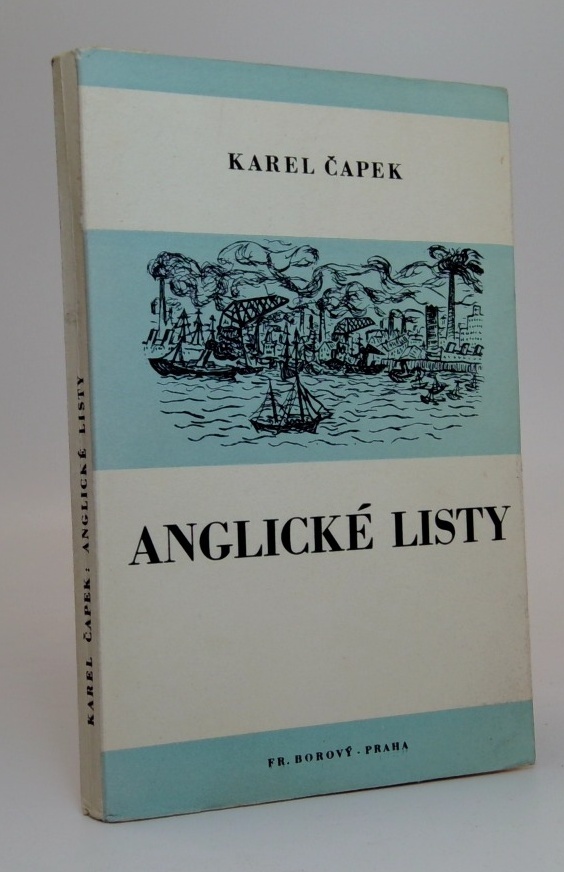 KAREL ČAPEK
ANGLICKÉ LISTY
FR. BOROVÝ - PRAHA
KAREL ČAPEK: ANGLICKÉ LISTY